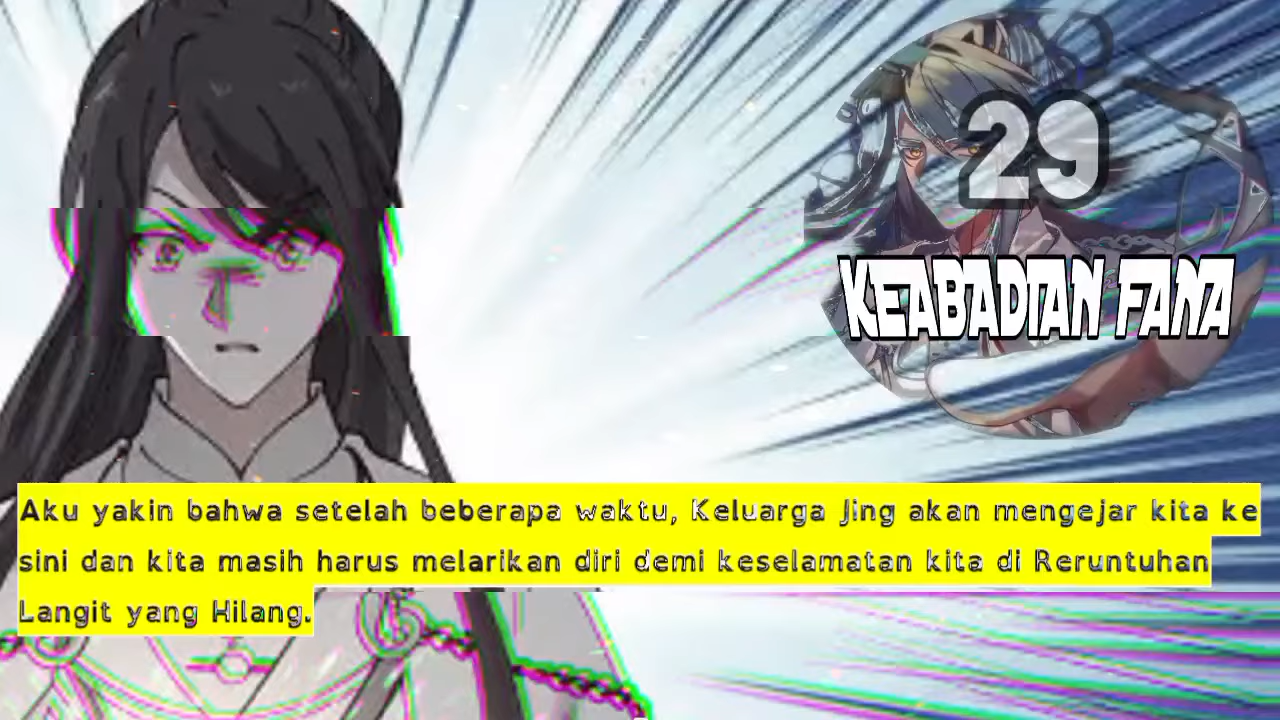 29
KEABADIAN FANA
Aku yakin bahwa setelah beberapa waktu, Keluarga Jing akan mengejar kita ke
sini dan kita masih harus melarikan diri demi keselamatan kita di Reruntuhan
Langit yang Hilang.